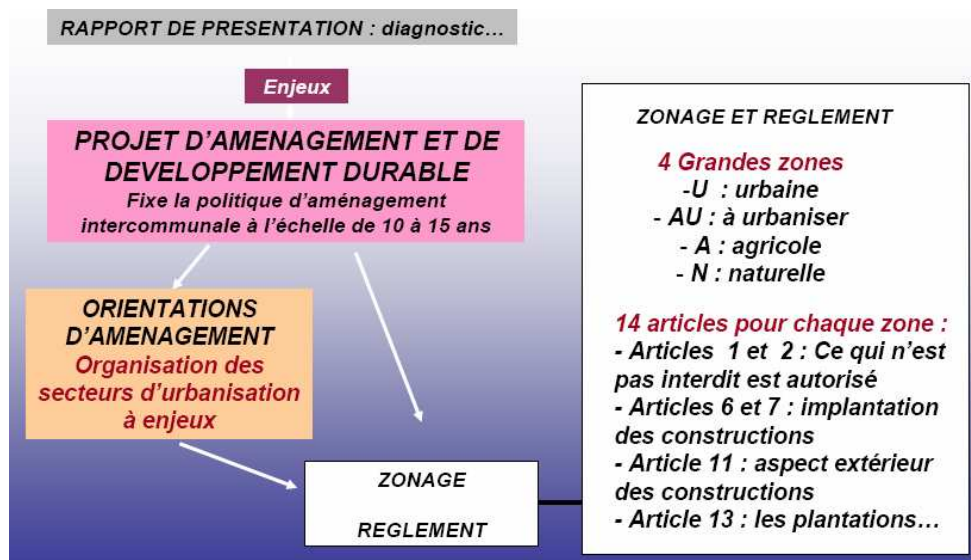 RAPPORT DE PRESENTATION : diagnostic…
Enjeux
PROJET D'AMENAGEMENT ET DE
DEVELOPPEMENT DURABLE
Fixe la politique d'aménagement
intercommunale à l'échelle de 10 à 15 ans
ORIENTATIONS
D'AMENAGEMENT
Organisation des
secteurs d'urbanisation
à enjeux
ZONAGE
REGLEMENT
ZONAGE ET REGLEMENT
4 Grandes zones
-U : urbaine
- AU : à urbaniser
- A : agricole
- N : naturelle
14 articles pour chaque zone :
- Articles 1 et 2 : Ce qui n'est
pas interdit est autorisé
- Articles 6 et 7 : implantation
des constructions
- Article 11 : aspect extérieur
des constructions
- Article 13 : les plantations…